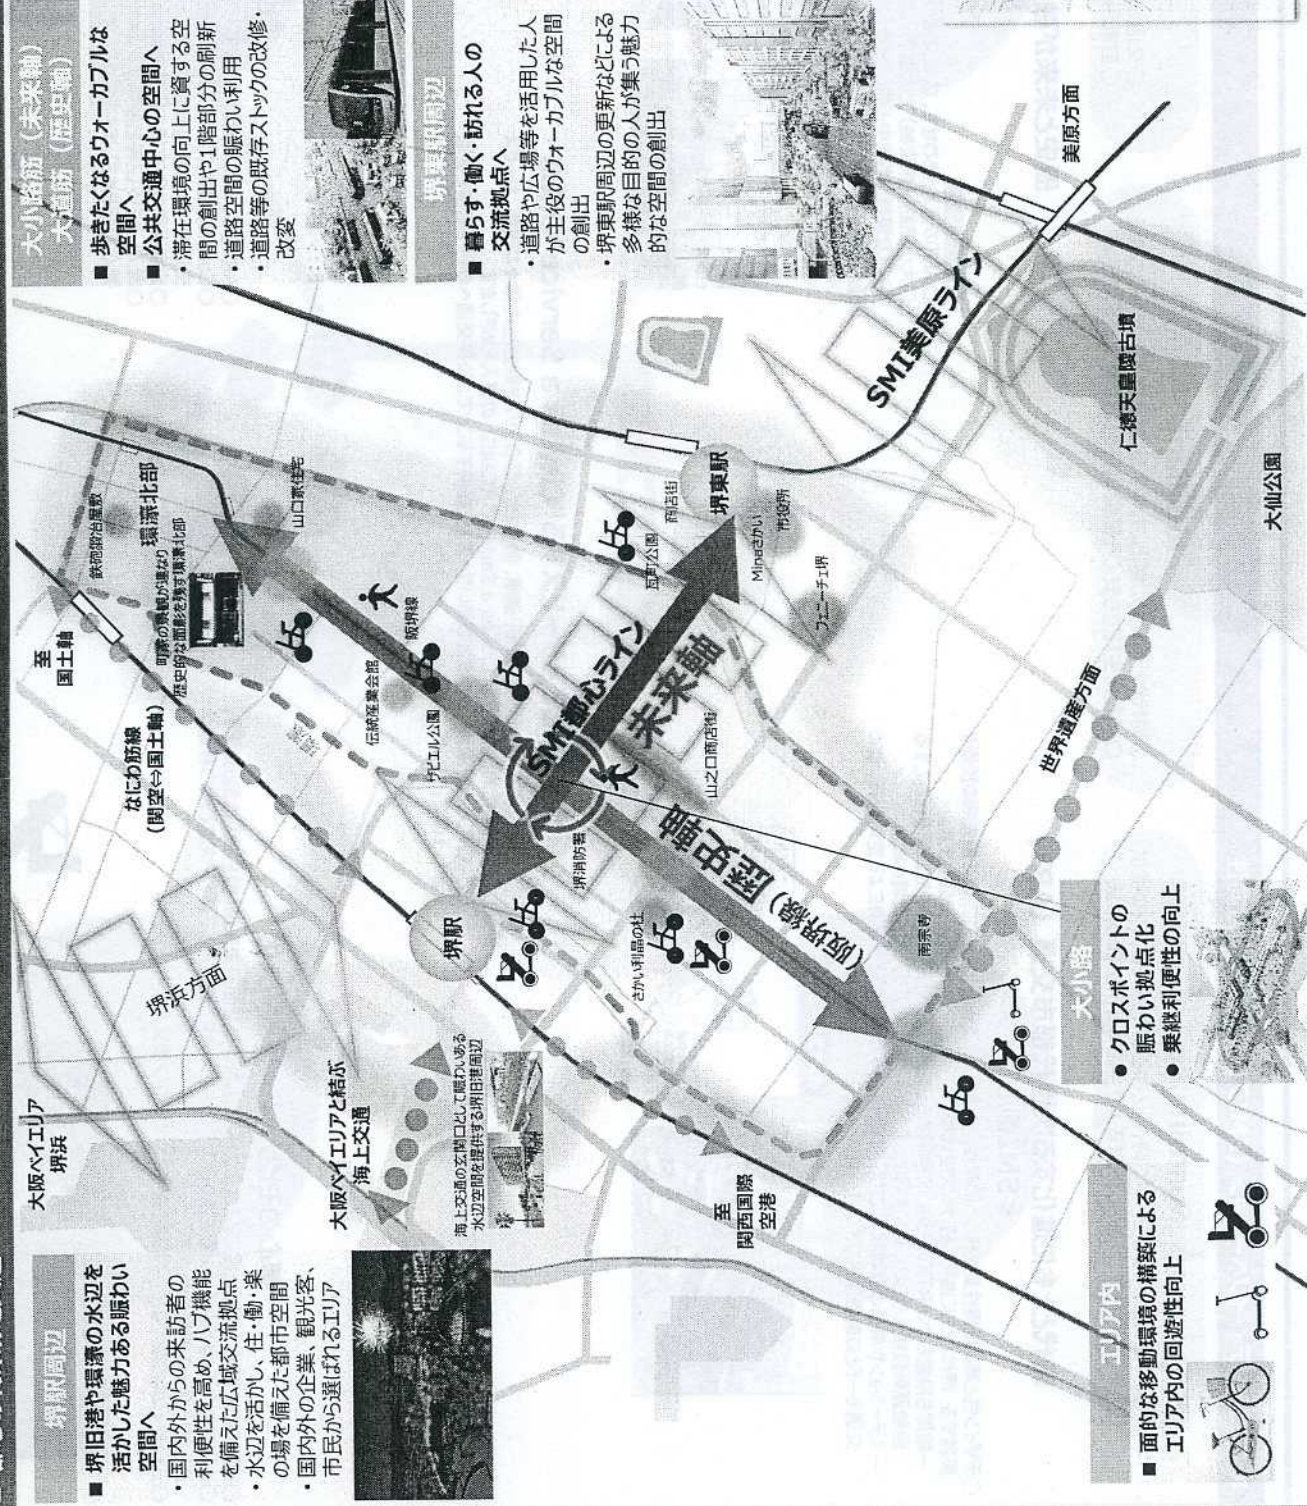 堺駅周辺
■ 堺旧港や環濠の水辺を
活かした魅力ある賑わい
空間へ
・国内外からの来訪者の
利便性を高め、ハブ機能
を備えた広域交流拠点
・水辺を活かし、住・働・楽
の場を備えた都市空間
・国内外の企業、観光客、
市民から選ばれるエリア
大小路筋（未来軸）
大道筋（歴史軸）
■ 歩きたくなるウォーカブルな
空間へ
■ 公共交通中心の空間へ
・滞在環境の向上に資する空
間の創出や1階部分の刷新
・道路空間の賑わい利用
・道路等の既存ストックの改修・
改変
堺東駅周辺
■ 暮らす・働く・訪れる人の
交流拠点へ
・道路や広場等を活用した人
が主役のウォーカブルな空間
の創出
・堺東駅周辺の更新などによる
多様な目的の人が集う魅力
的な空間の創出
大阪ベイエリア
堺浜
堺浜方面
大阪ベイエリアと結ぶ
海上交通
海上交通の玄関口として賑わいある
水辺空間を提供する堺旧港周辺
なにわ筋線
（関空⇔国土軸）
至
国土軸
鉄砲鍛冶屋敷
環濠北部
町家の景観が連なり
歴史的な面影を残す環濠北部
山口家住宅
環濠
伝統産業会館
阪堺線
ザビエル公園
SMI都心ライン
未来軸
瓦町公園
商店街
堺東駅
Minaさかい
市役所
フェニーチェ堺
山之口商店街
堺駅
堺消防署
さかい利晶の杜
（阪堺線）歴史軸
南宗寺
至
関西国際
空港
世界遺産方面
SMI美原ライン
美原方面
仁徳天皇陵古墳
大仙公園
エリア内
■ 面的な移動環境の構築による
エリア内の回遊性向上
大小路
● クロスポイントの
賑わい拠点化
● 乗継利便性の向上